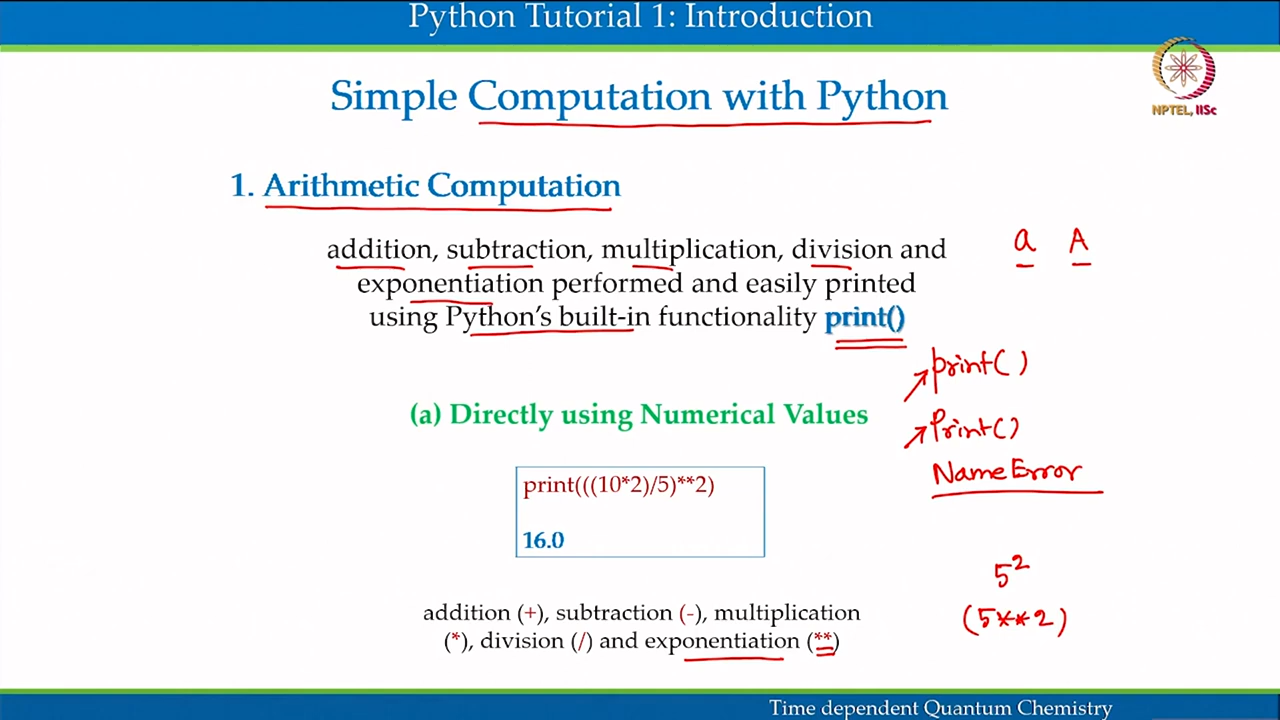 Python Tutorial 1: Introduction
NPTEL, IISc
Simple Computation with Python
1. Arithmetic Computation
addition, subtraction, multiplication, division and
exponentiation performed and easily printed
using Python's built-in functionality print()
a A
print()
Print()
NameError
(a) Directly using Numerical Values
print(((10*2)/5)**2)
16.0
5²
(5**2)
addition (+), subtraction (-), multiplication
(*), division (/) and exponentiation (**)
Time dependent Quantum Chemistry